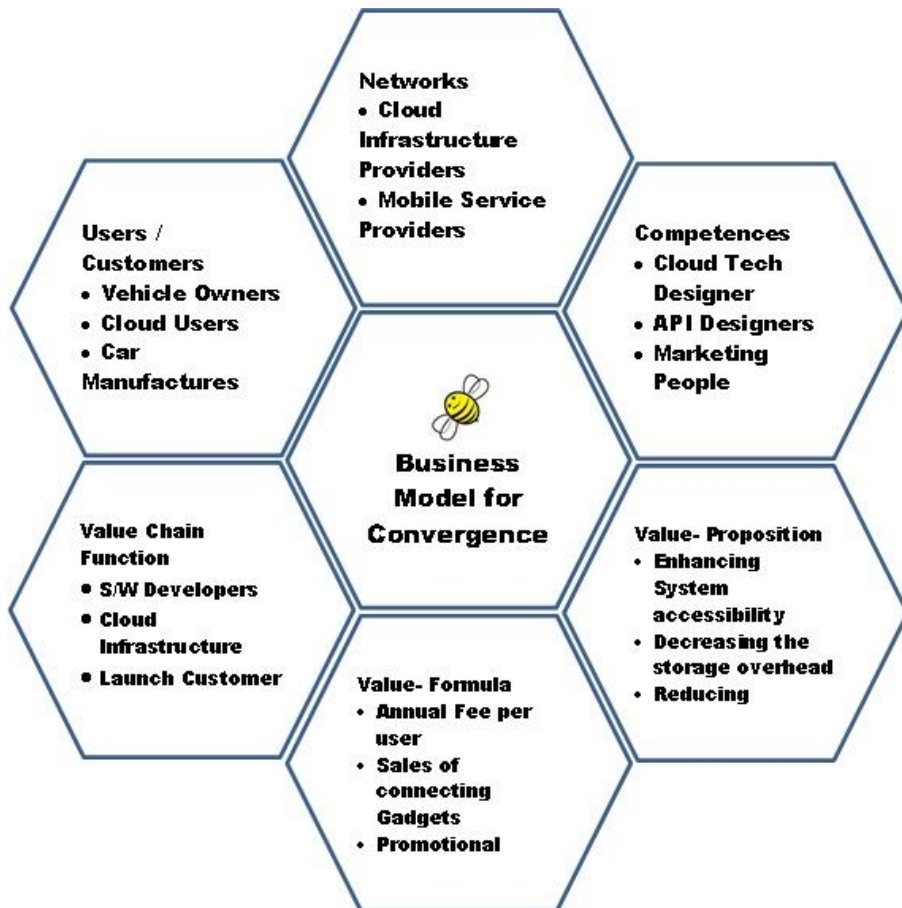 Networks
• Cloud
Infrastructure
Providers
• Mobile Service
Providers
Users /
Customers
• Vehicle Owners
• Cloud Users
• Car
Manufactures
Competences
• Cloud Tech
Designer
• API Designers
• Marketing
People
Business
Model for
Convergence
Value Chain
Function
• S/W Developers
• Cloud
Infrastructure
• Launch Customer
Value- Proposition
• Enhancing
System
accessibility
• Decreasing the
storage overhead
• Reducing
Value- Formula
• Annual Fee per
user
• Sales of
connecting
Gadgets
• Promotional